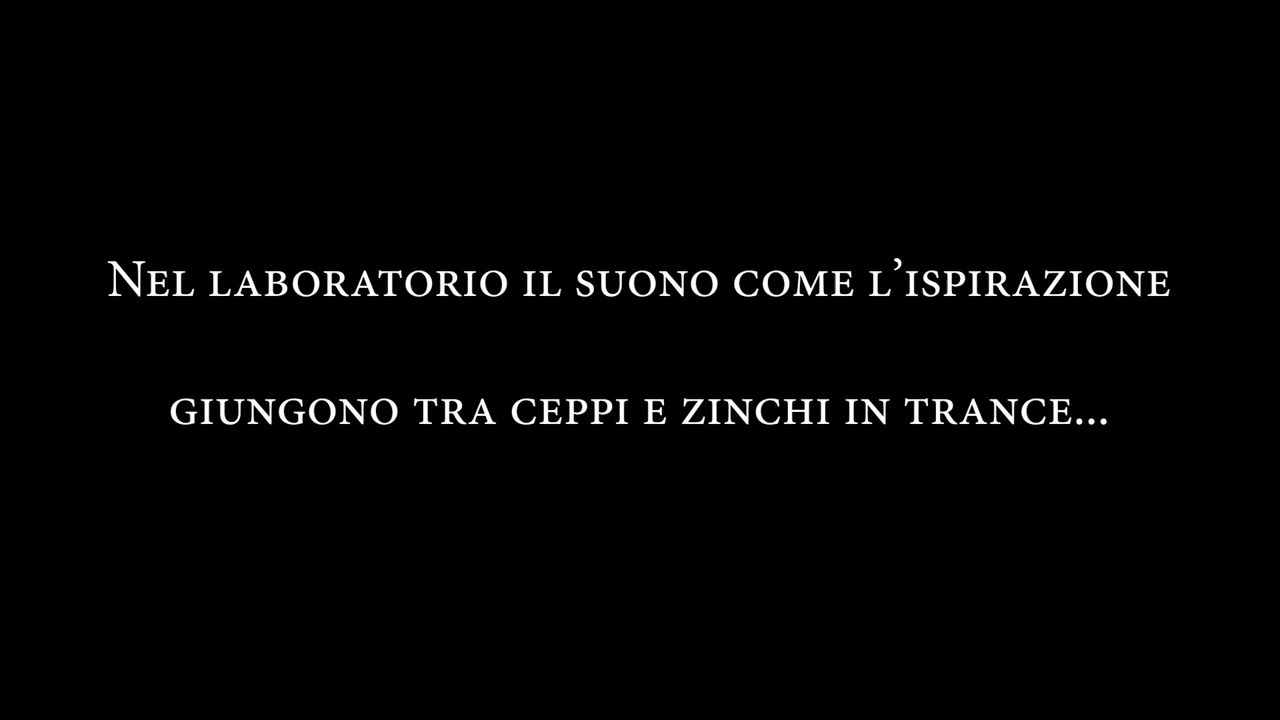 Nel laboratorio il suono come l’ispirazione
giungono tra ceppi e zinchi in trance...